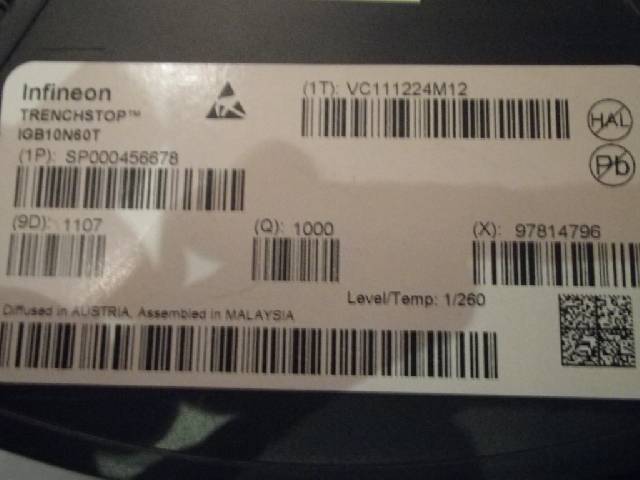 Infineon
TRENCHSTOP™
IGB10N60T
(1T): VC111224M12
HAL
Pb
(1P): SP000456678
(9D): 1107
(Q): 1000
(X): 97814796
Level/Temp: 1/260
Diffused in AUSTRIA, Assembled in MALAYSIA